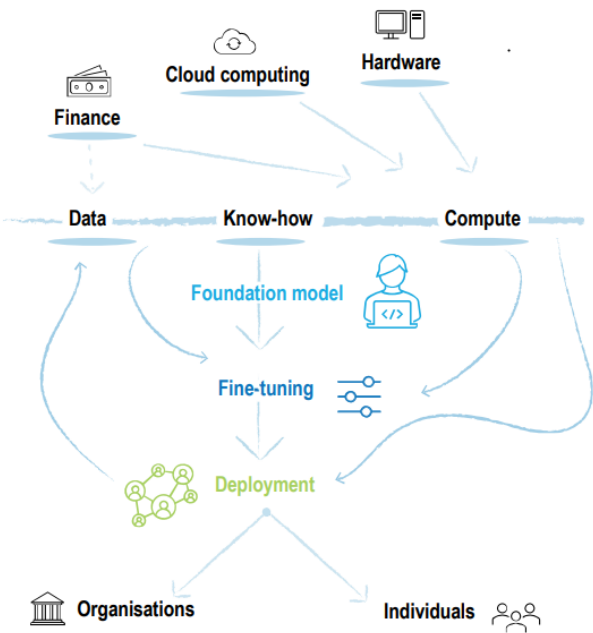 Hardware
Cloud computing
Finance
Data
Know-how
Compute
Foundation model
</>
Fine-tuning
Deployment
Organisations
Individuals